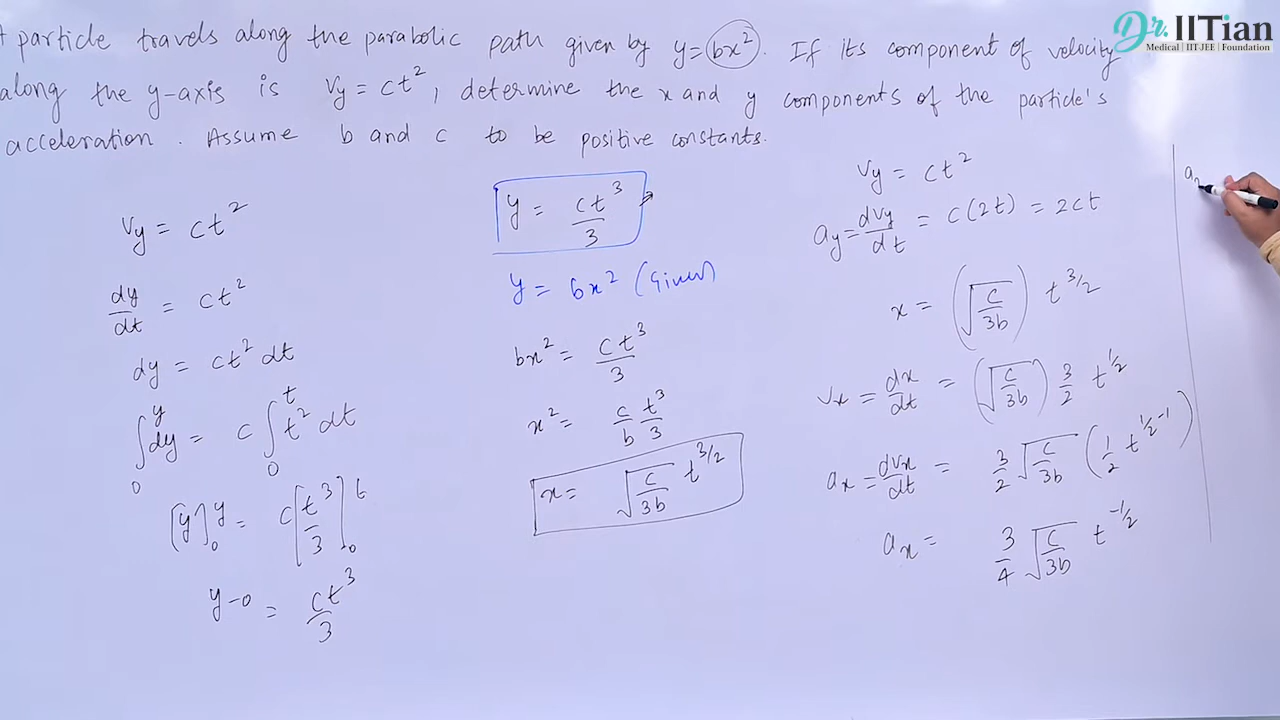 particle travels along the parabolic path given by y = bx². If its component of velocity
along the y-axis is vy = ct², determine the x and y components of the particle's
acceleration. Assume b and c to be positive constants.
vy = ct²
dy/dt = ct²
dy = ct² dt
∫₀^y dy = c ∫₀^t t² dt
[y]₀^y = c[t³/3]₀^t
y-0 = ct³/3
y = ct³/3
y = bx² (Given)
bx² = ct³/3
x² = c/b t³/3
x = √(c/3b) t^3/2
vy = ct²
ay = dvy/dt = c(2t) = 2ct
x = (√(c/3b)) t^3/2
vx = dx/dt = (√(c/3b)) 3/2 t^1/2
ax = dvx/dt = 3/2 √(c/3b) (1/2 t^1/2-1)
ax = 3/4 √(c/3b) t^-1/2
a
Dr. IITian
Medical | IIT-JEE | Foundation